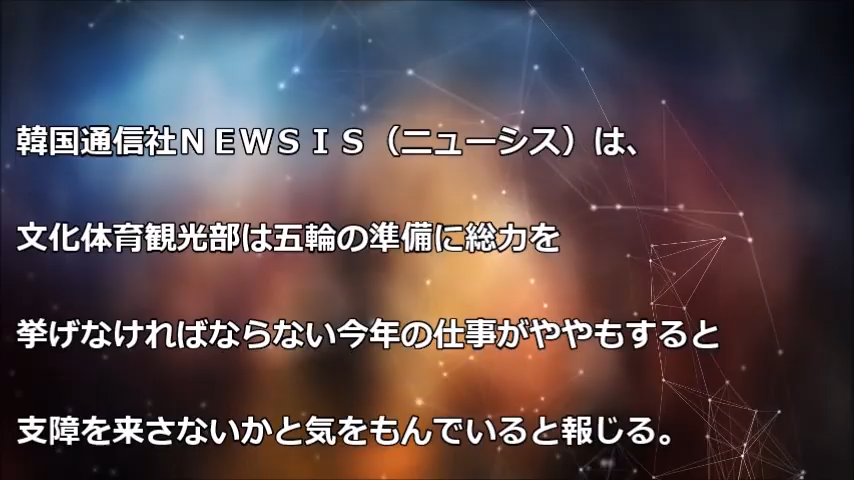 韓国通信社ＮＥＷＳＩＳ（ニューシス）は、
文化体育観光部は五輪の準備に総力を
挙げなければならない今年の仕事がややもすると
支障を来さないかと気をもんでいると報じる。